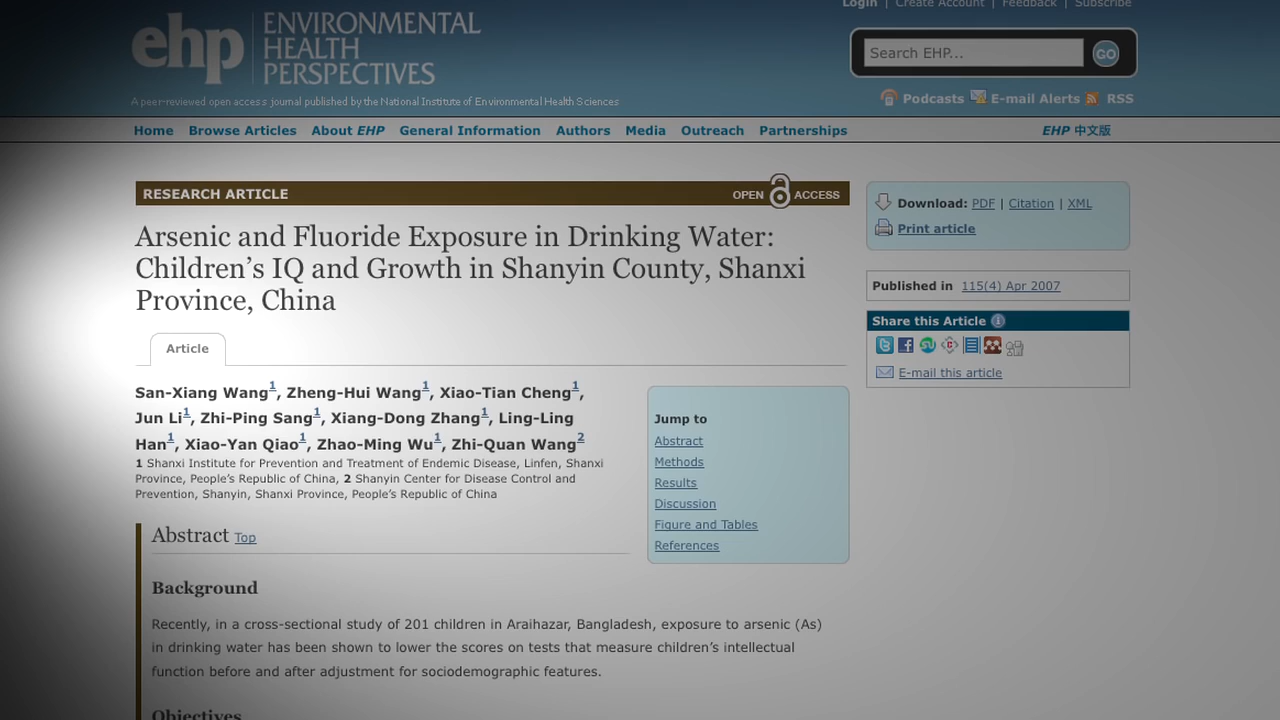 Login | Create Account | Feedback | Subscribe
ehp ENVIRONMENTAL
HEALTH
PERSPECTIVES
Search EHP...
GO
A peer-reviewed open access journal published by the National Institute of Environmental Health Sciences
Podcasts E-mail Alerts RSS
Home Browse Articles About EHP General Information Authors Media Outreach Partnerships EHP 中文版
RESEARCH ARTICLE OPEN ACCESS
Arsenic and Fluoride Exposure in Drinking Water:
Children’s IQ and Growth in Shanyin County, Shanxi
Province, China
Download: PDF | Citation | XML
Print article
Published in 115(4) Apr 2007
Share this Article
E-mail this article
Article
San-Xiang Wang1, Zheng-Hui Wang1, Xiao-Tian Cheng1,
Jun Li1, Zhi-Ping Sang1, Xiang-Dong Zhang1, Ling-Ling
Han1, Xiao-Yan Qiao1, Zhao-Ming Wu1, Zhi-Quan Wang2
1 Shanxi Institute for Prevention and Treatment of Endemic Disease, Linfen, Shanxi
Province, People’s Republic of China, 2 Shanyin Center for Disease Control and
Prevention, Shanyin, Shanxi Province, People’s Republic of China
Jump to
Abstract
Methods
Results
Discussion
Figure and Tables
References
Abstract Top
Background
Recently, in a cross-sectional study of 201 children in Araihazar, Bangladesh, exposure to arsenic (As)
in drinking water has been shown to lower the scores on tests that measure children’s intellectual
function before and after adjustment for sociodemographic features.
Objectives